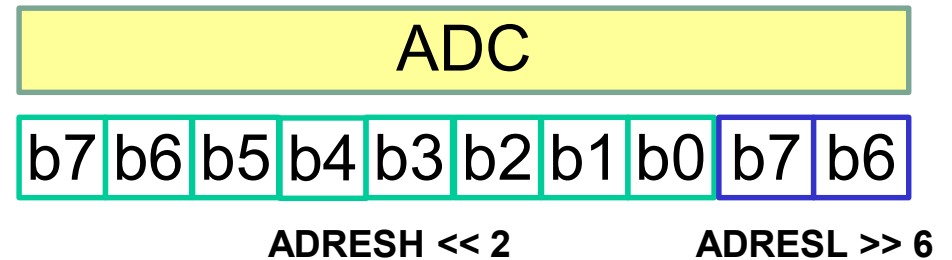 ADC
b7 b6 b5 b4 b3 b2 b1 b0 b7 b6
ADRESH << 2 ADRESL >> 6